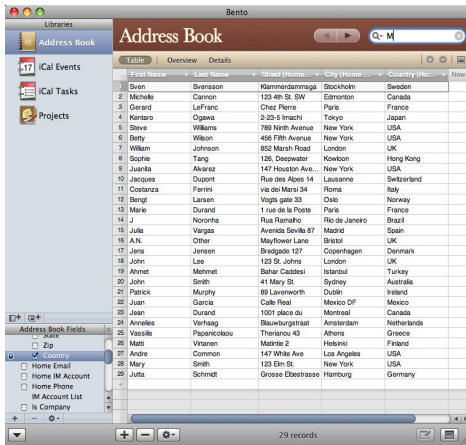 Bento
Libraries
Address Book
iCal Events
iCal Tasks
Projects
Address Book
M
Table Overview Details
First Name Last Name Street (Home... City (Home ... Country (Ho... New
1 Sven Svensson Klammerdammsga Stockholm Sweden
2 Michelle Cannon 123 4th St. SW Edmonton Canada
3 Gerard LeFranc Chez Pierre Paris France
4 Kentaro Ogawa 2-23-5 Imachi Tokyo Japan
5 Steve Williams 789 Ninth Avenue New York USA
6 Betty Wilson 456 Fifth Avenue New York USA
7 William Johnson 852 Marsh Road London UK
8 Sophie Tang 126, Deepwater Kowloon Hong Kong
9 Juanita Alvarez 147 Houston Ave... New York USA
10 Jacques Dupont Rue des Alpes 14 Lausanne Switzerland
11 Costanza Ferrini via dei Marsi 34 Roma Italy
12 Bengt Larsen Vogts gate 33 Oslo Norway
13 Marie Durand 1 rue de la Poste Paris France
14 J Noronha Rua Ramalho Rio de Janeiro Brazil
15 Julia Vargas Avenida Sevilla 87 Madrid Spain
16 A.N. Other Mayflower Lane Bristol UK
17 Jens Jensen Bredgade 127 Copenhagen Denmark
18 John Lee 123 St. Johns London UK
19 Ahmet Mehmet Bahar Caddesi Istanbul Turkey
20 John Smith 41 Mary St. Sydney Australia
21 Patrick Murphy 89 Lavenworth Dublin Ireland
22 Juan Garcia Calle Real Mexico DF Mexico
23 Jean Durand 1001 place du Montreal Canada
24 Annelies Verhaag Blauwburgstraat Amsterdam Netherlands
25 Vassilis Papanicolaou Therianou 43 Athens Greece
26 Matti Virtanen Matintie 2 Helsinki Finland
27 Andre Common 147 White Ave Los Angeles USA
28 Mary Smith 123 Elm St. New York USA
29 Jutta Schmidt Grosse Elbestrasse Hamburg Germany
Address Book Fields
State
Zip
Country
Home Email
Home IM Account
Home Phone
IM Account List
Is Company
29 records